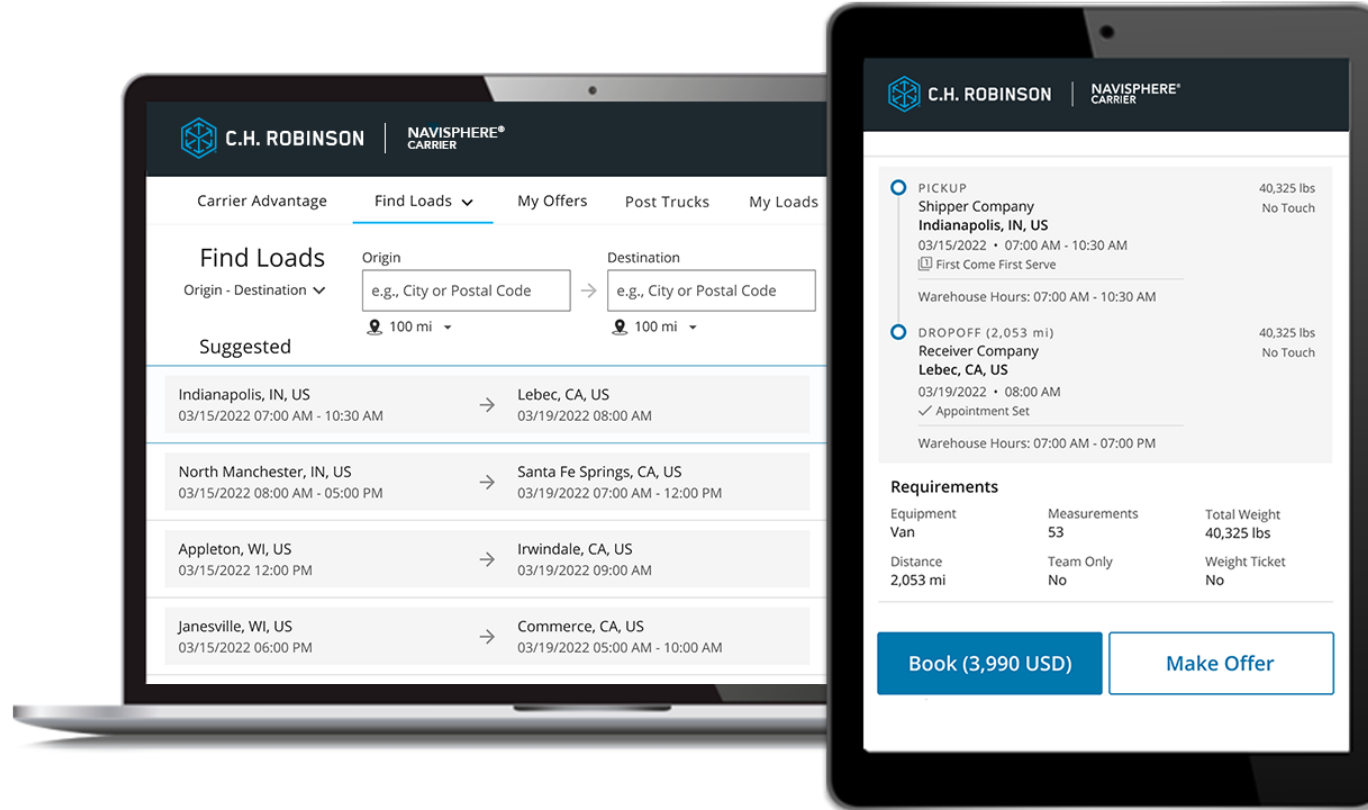 C.H. ROBINSON
NAVISPHERE®
CARRIER
Carrier Advantage
Find Loads
My Offers
Post Trucks
My Loads
Find Loads
Origin - Destination
Origin
e.g., City or Postal Code
100 mi
Destination
e.g., City or Postal Code
100 mi
Suggested
Indianapolis, IN, US
03/15/2022 07:00 AM - 10:30 AM
Lebec, CA, US
03/19/2022 08:00 AM
North Manchester, IN, US
03/15/2022 08:00 AM - 05:00 PM
Santa Fe Springs, CA, US
03/19/2022 07:00 AM - 12:00 PM
Appleton, WI, US
03/15/2022 12:00 PM
Irwindale, CA, US
03/19/2022 09:00 AM
Janesville, WI, US
03/15/2022 06:00 PM
Commerce, CA, US
03/19/2022 05:00 AM - 10:00 AM
C.H. ROBINSON
NAVISPHERE®
CARRIER
PICKUP
40,325 lbs
Shipper Company
No Touch
Indianapolis, IN, US
03/15/2022 • 07:00 AM - 10:30 AM
1 First Come First Serve
Warehouse Hours: 07:00 AM - 10:30 AM
DROPOFF (2,053 mi)
40,325 lbs
Receiver Company
No Touch
Lebec, CA, US
03/19/2022 • 08:00 AM
Appointment Set
Warehouse Hours: 07:00 AM - 07:00 PM
Requirements
Equipment
Van
Measurements
53
Total Weight
40,325 lbs
Distance
2,053 mi
Team Only
No
Weight Ticket
No
Book (3,990 USD)
Make Offer